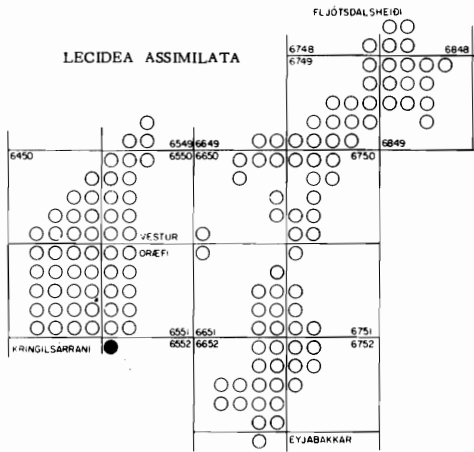 FLJÓTSDALSHEIÐI
LECIDEA ASSIMILATA
6748 6848
6749
6549 6649
6450 6550 6650 6750 6849
VESTUR
ÖRÆFI
6551 6651 6751
KRINGILSÁRRANI 6552 6652 6752
EYJABAKKAR